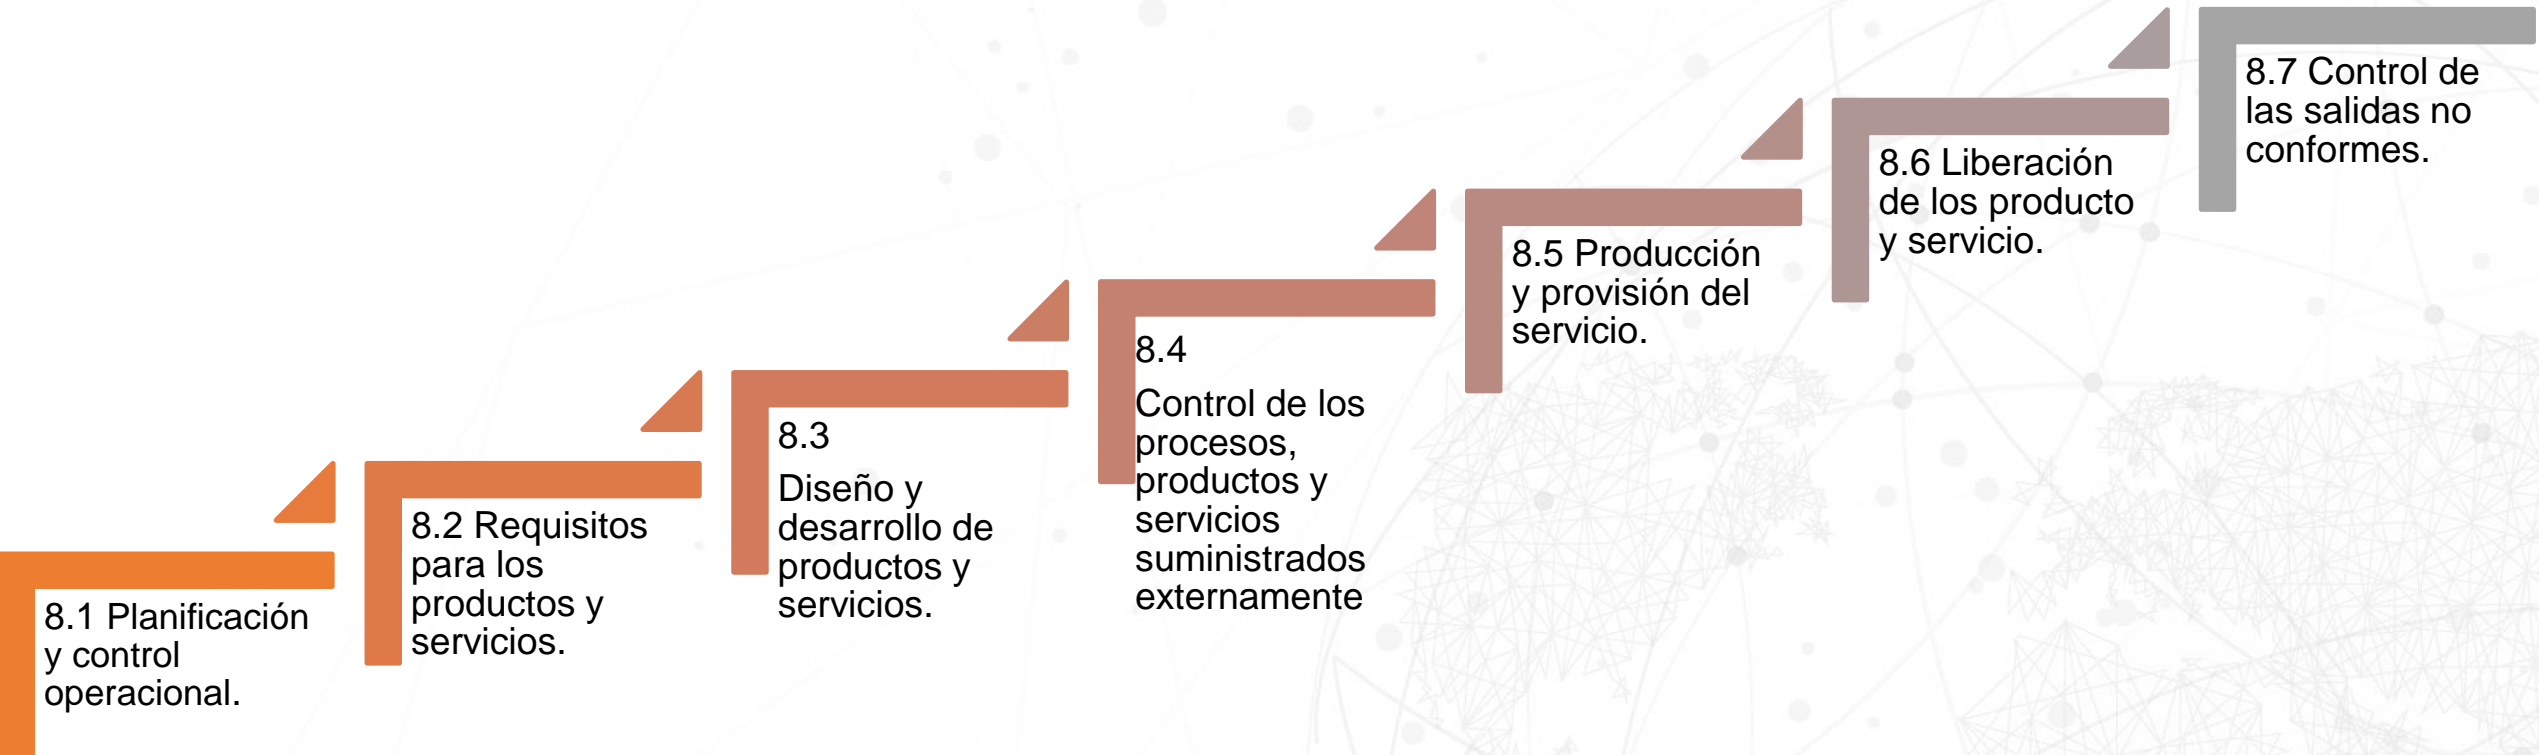 8.1 Planificación
y control
operacional.
8.2 Requisitos
para los
productos y
servicios.
8.3
Diseño y
desarrollo de
productos y
servicios.
8.4
Control de los
procesos,
productos y
servicios
suministrados
externamente
8.5 Producción
y provisión del
servicio.
8.6 Liberación
de los producto
y servicio.
8.7 Control de
las salidas no
conformes.